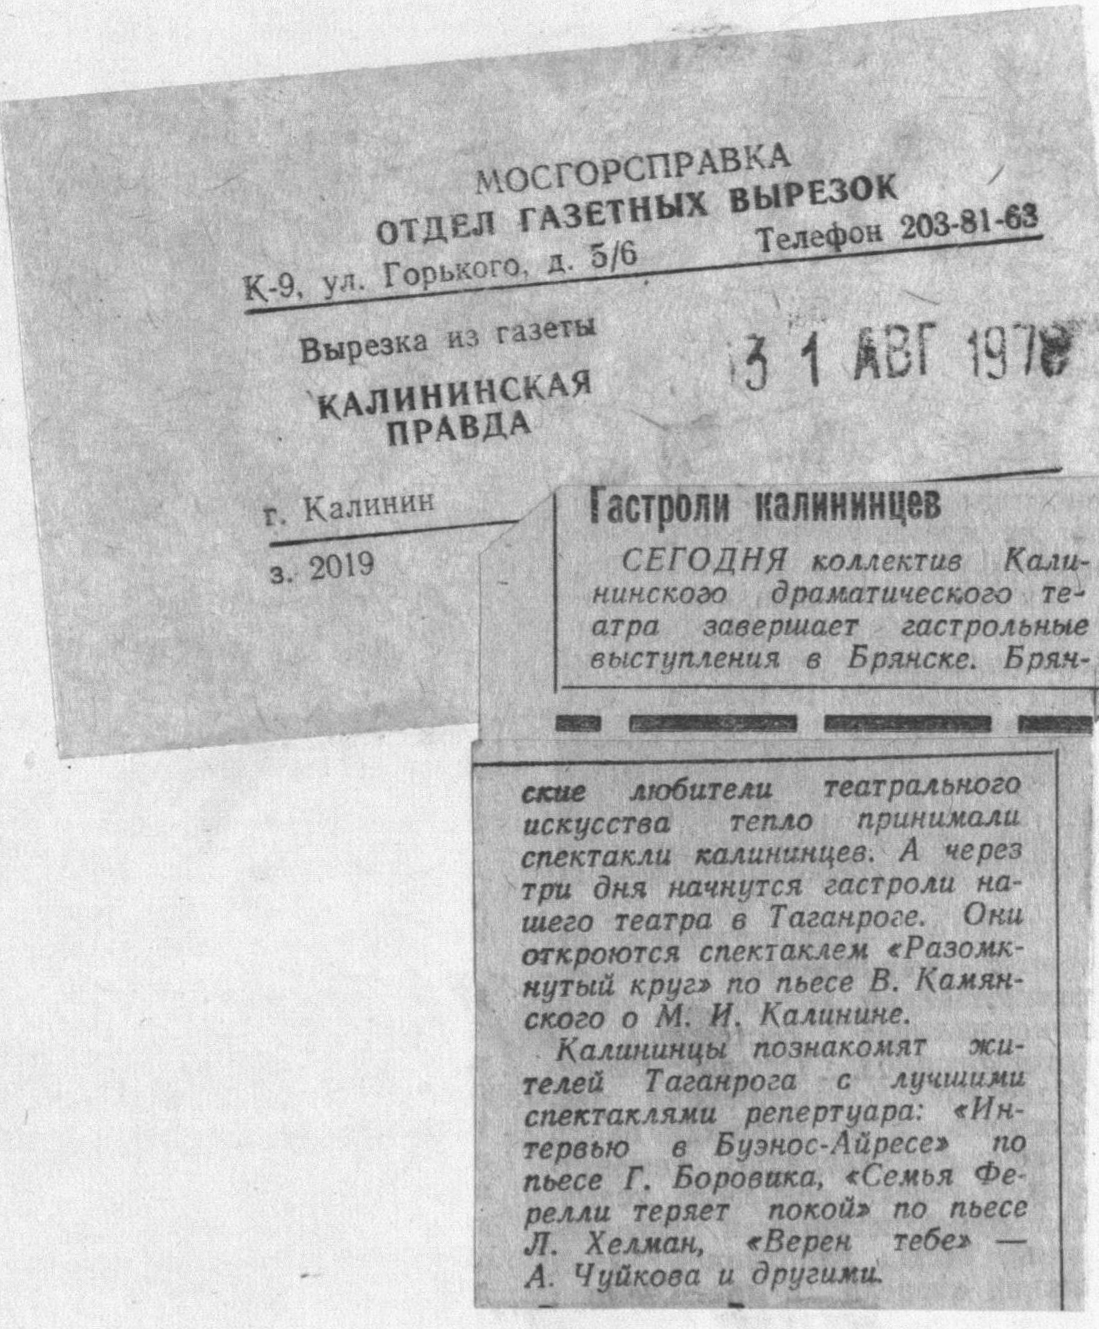 МОСГОРСПРАВКА
ОТДЕЛ ГАЗЕТНЫХ ВЫРЕЗОК
К-9, ул. Горького, д. 5/6 Телефон 203-81-63
Вырезка из газеты
КАЛИНИНСКАЯ
ПРАВДА
31 АВГ
г. Калинин
з. 2019
Гастроли калининцев
СЕГОДНЯ коллектив Кали-
нинского драматического те-
атра завершает гастрольные
выступления в Брянске. Брян-
ские любители театрального
искусства тепло принимали
спектакли калининцев. А через
три дня начнутся гастроли на-
шего театра в Таганроге. Они
откроются спектаклем «Разомк-
нутый круг» по пьесе В. Камян-
ского о М. И. Калинине.
Калининцы познакомят жи-
телей Таганрога с лучшими
спектаклями репертуара: «Ин-
тервью в Буэнос-Айресе» по
пьесе Г. Боровика, «Семья Фе-
релли теряет покой» по пьесе
Л. Хелман, «Верен тебе» —
А. Чуйкова и другими.